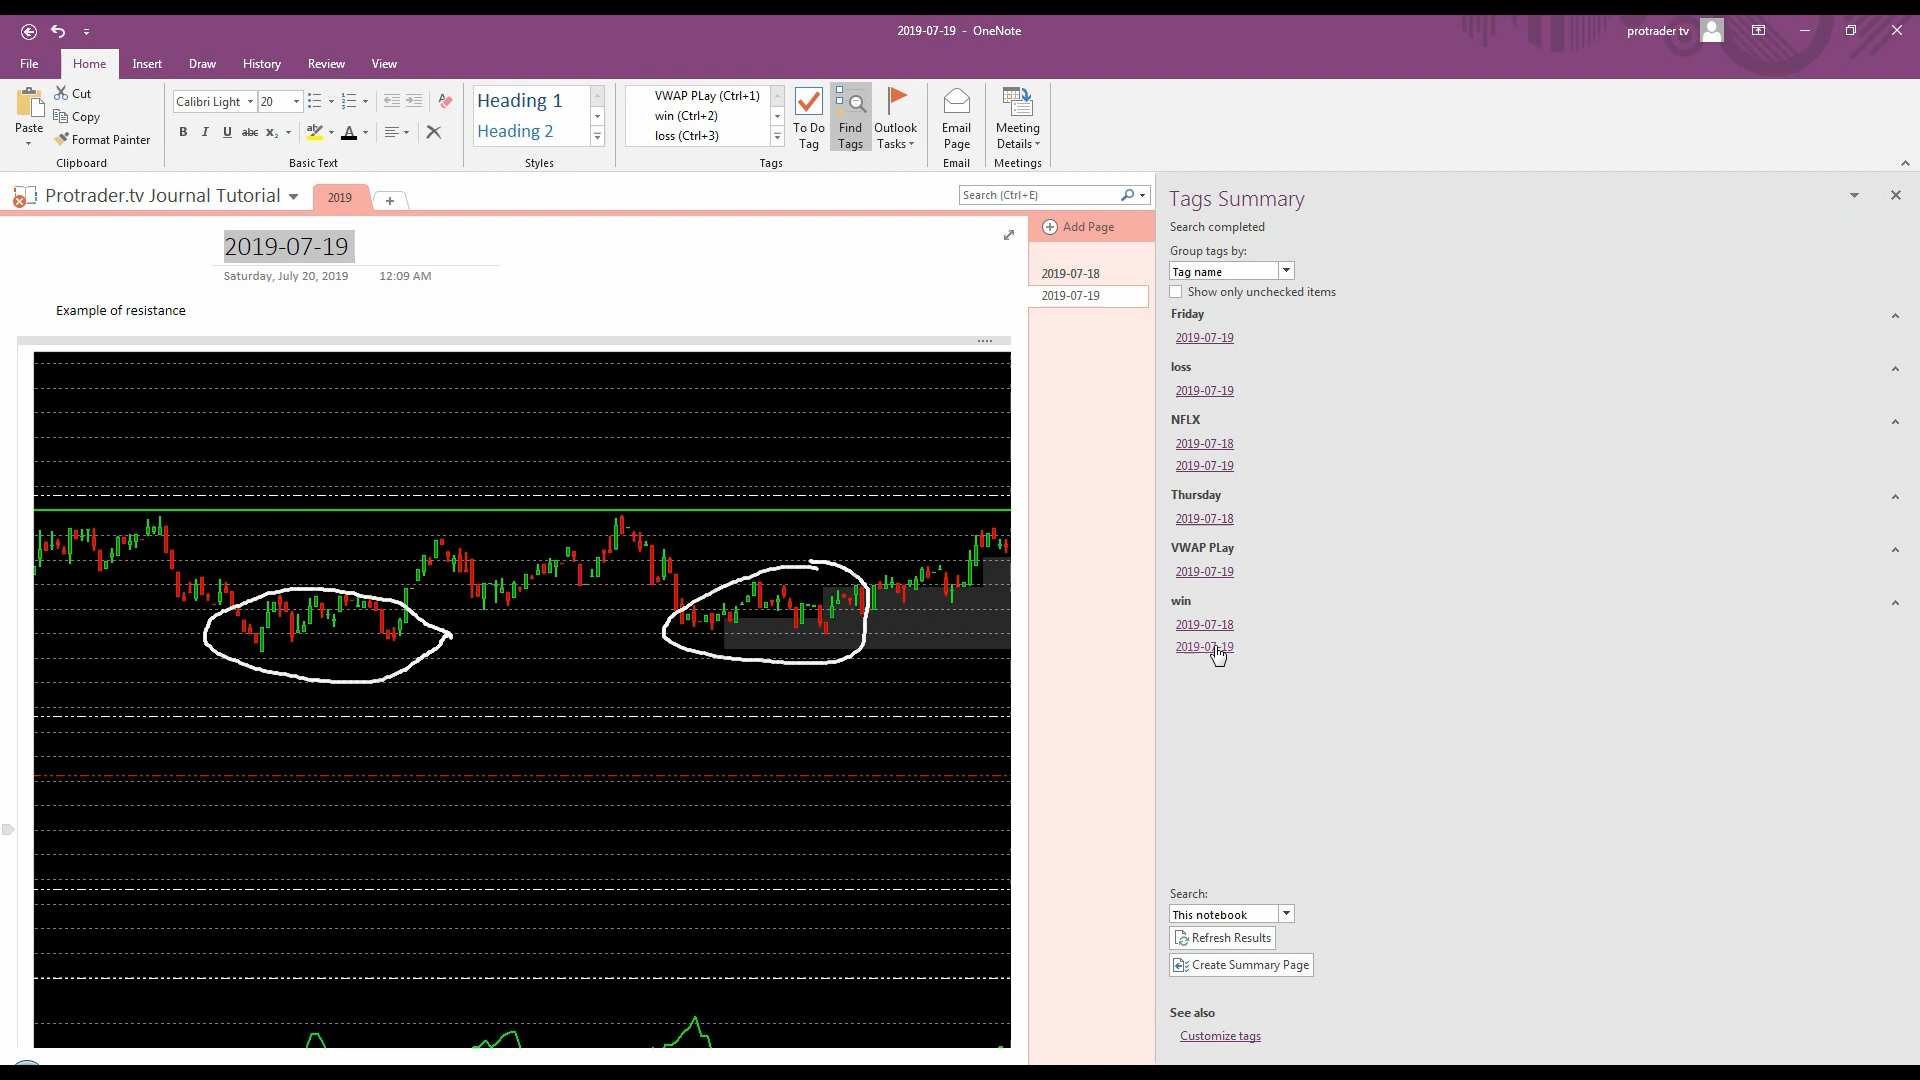 2019-07-19 - OneNote
protrader tv
File Home Insert Draw History Review View
Paste
Cut
Copy
Format Painter
Clipboard
Calibri Light 20
B I U abc x₂ A
Basic Text
Heading 1
Heading 2
Styles
VWAP PLay (Ctrl+1)
win (Ctrl+2)
loss (Ctrl+3)
To Do Tag
Find Tags
Outlook Tasks
Tags
Email Page
Email
Meeting Details
Meetings
Protrader.tv Journal Tutorial
2019
Search (Ctrl+E)
2019-07-19
Saturday, July 20, 2019 12:09 AM
Example of resistance
Add Page
2019-07-18
2019-07-19
Tags Summary
Search completed
Group tags by:
Tag name
Show only unchecked items
Friday
2019-07-19
loss
2019-07-19
NFLX
2019-07-18
2019-07-19
Thursday
2019-07-18
VWAP PLay
2019-07-19
win
2019-07-18
2019-07-19
Search:
This notebook
Refresh Results
Create Summary Page
See also
Customize tags